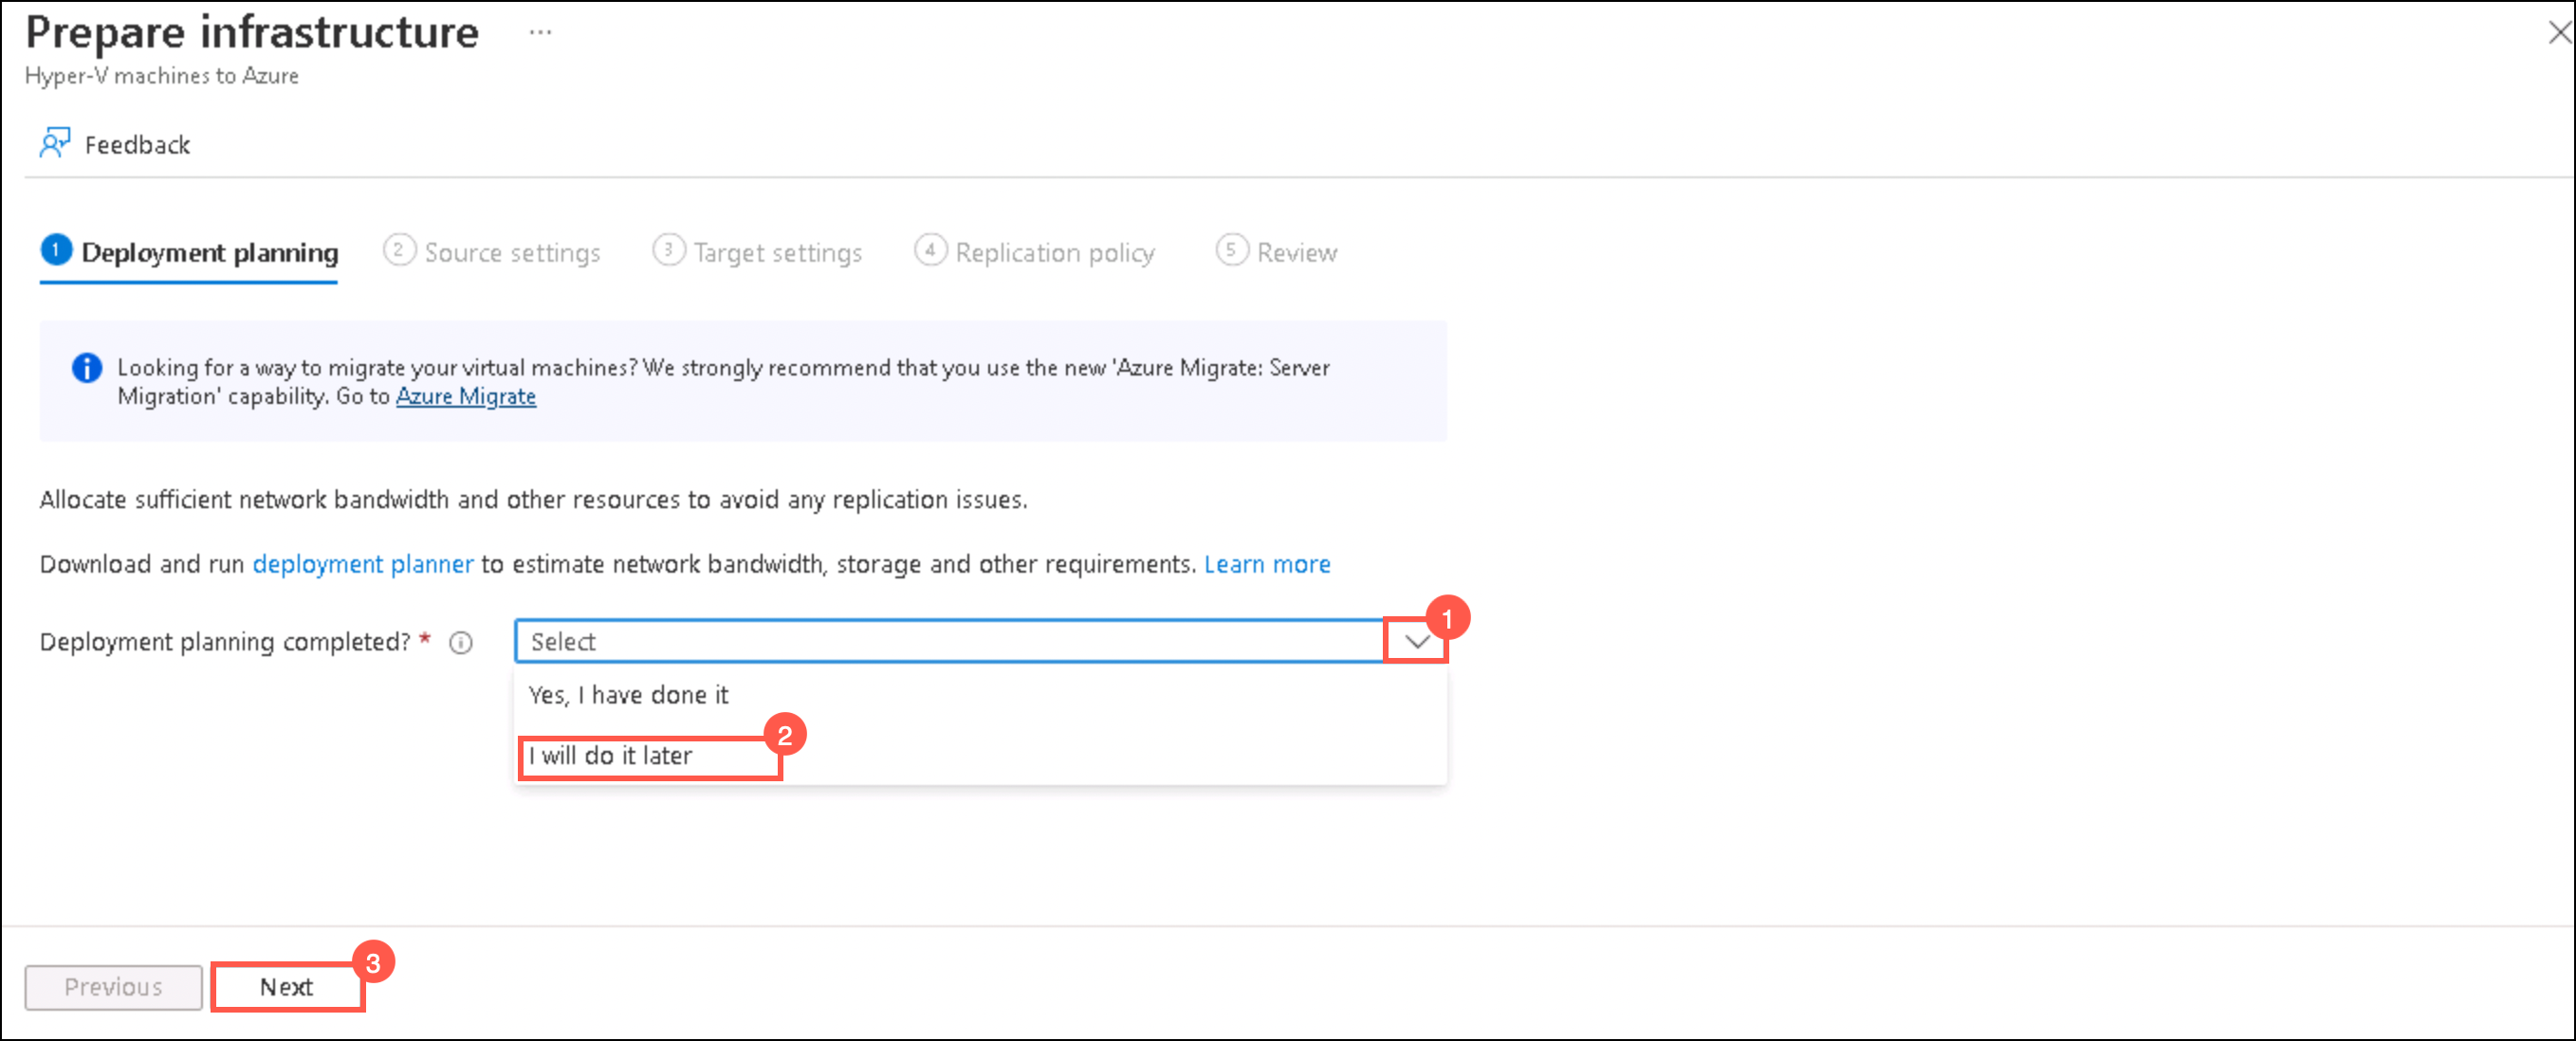 Prepare infrastructure ...
Hyper-V machines to Azure
Feedback
1 Deployment planning 2 Source settings 3 Target settings 4 Replication policy 5 Review
Looking for a way to migrate your virtual machines? We strongly recommend that you use the new 'Azure Migrate: Server
Migration' capability. Go to Azure Migrate
Allocate sufficient network bandwidth and other resources to avoid any replication issues.
Download and run deployment planner to estimate network bandwidth, storage and other requirements. Learn more
Deployment planning completed? * Select 1
Yes, I have done it
I will do it later 2
Previous Next 3